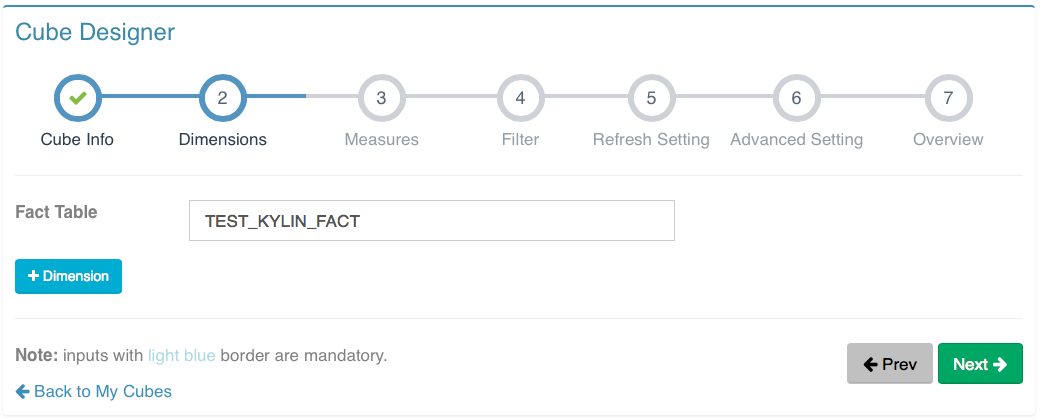 Cube Designer
2 3 4 5 6 7
Cube Info Dimensions Measures Filter Refresh Setting Advanced Setting Overview
Fact Table TEST_KYLIN_FACT
Dimension
Note: inputs with light blue border are mandatory.
Prev Next
Back to My Cubes